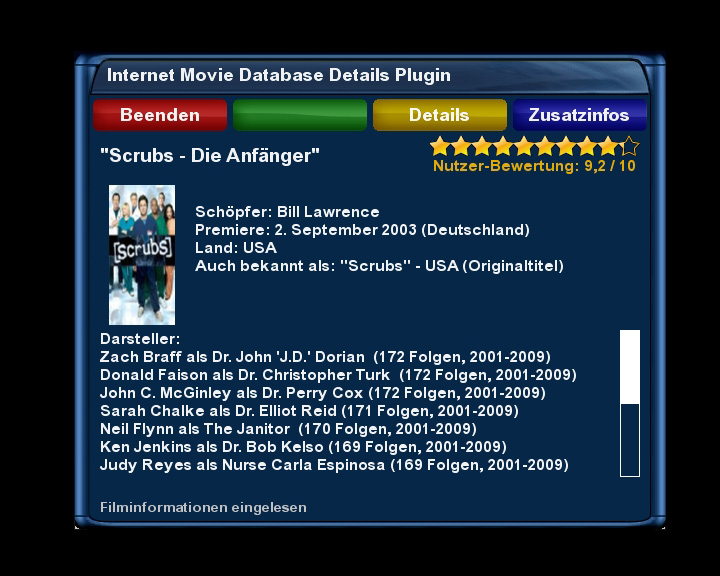 Internet Movie Database Details Plugin
Beenden Details Zusatzinfos
"Scrubs - Die Anfänger"
Nutzer-Bewertung: 9,2 / 10
[scrubs]
Schöpfer: Bill Lawrence
Premiere: 2. September 2003 (Deutschland)
Land: USA
Auch bekannt als: "Scrubs" - USA (Originaltitel)
Darsteller:
Zach Braff als Dr. John 'J.D.' Dorian (172 Folgen, 2001-2009)
Donald Faison als Dr. Christopher Turk (172 Folgen, 2001-2009)
John C. McGinley als Dr. Perry Cox (172 Folgen, 2001-2009)
Sarah Chalke als Dr. Elliot Reid (171 Folgen, 2001-2009)
Neil Flynn als The Janitor (170 Folgen, 2001-2009)
Ken Jenkins als Dr. Bob Kelso (169 Folgen, 2001-2009)
Judy Reyes als Nurse Carla Espinosa (169 Folgen, 2001-2009)
Filminformationen eingelesen